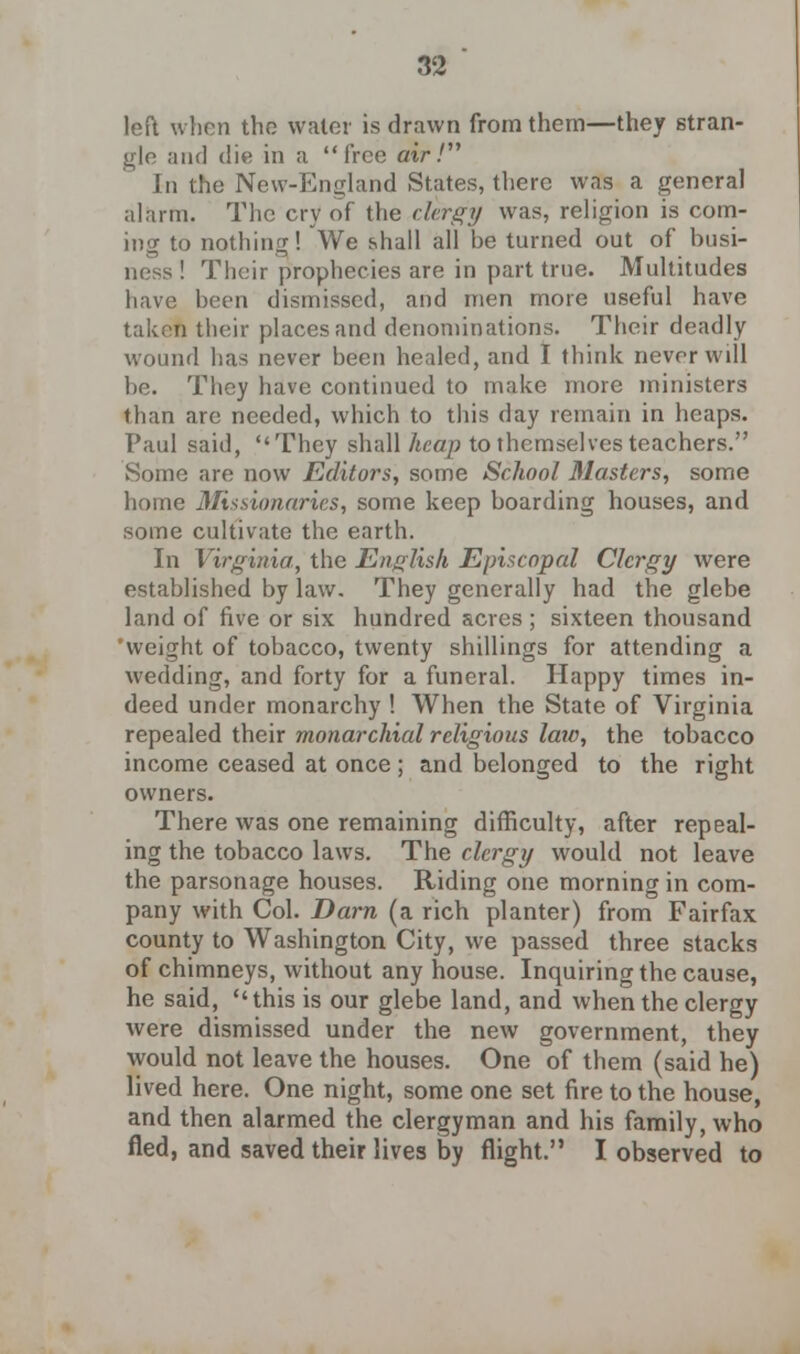 32
left when the water is drawn from them—they stran-
gle and die in a "free air!"
In the New-England States, there was a general
alarm. The cry of the clergy was, religion is com-
ing to nothing! We shall all be turned out of busi-
ness! Their prophecies are in part true. Multitudes
have been dismissed, and men more useful have
taken their places and denominations. Their deadly
wound has never been healed, and I think never will
be. They have continued to make more ministers
than are needed, which to this day remain in heaps.
Paul said, "They shall heap to themselves teachers."
Some are now Editors, some School Masters, some
home Missionaries, some keep boarding houses, and
some cultivate the earth.
In Virginia, the English Episcopal Clergy were
established by law. They generally had the glebe
land of five or six hundred acres; sixteen thousand
weight of tobacco, twenty shillings for attending a
wedding, and forty for a funeral. Happy times in-
deed under monarchy! When the State of Virginia
repealed their monarchial religious law, the tobacco
income ceased at once; and belonged to the right
owners.
There was one remaining difficulty, after repeal-
ing the tobacco laws. The clergy would not leave
the parsonage houses. Riding one morning in com-
pany with Col. Darn (a rich planter) from Fairfax
county to Washington City, we passed three stacks
of chimneys, without any house. Inquiring the cause,
he said, "this is our glebe land, and when the clergy
were dismissed under the new government, they
would not leave the houses. One of them (said he)
lived here. One night, some one set fire to the house,
and then alarmed the clergyman and his family, who
fled, and saved their lives by flight." I observed to